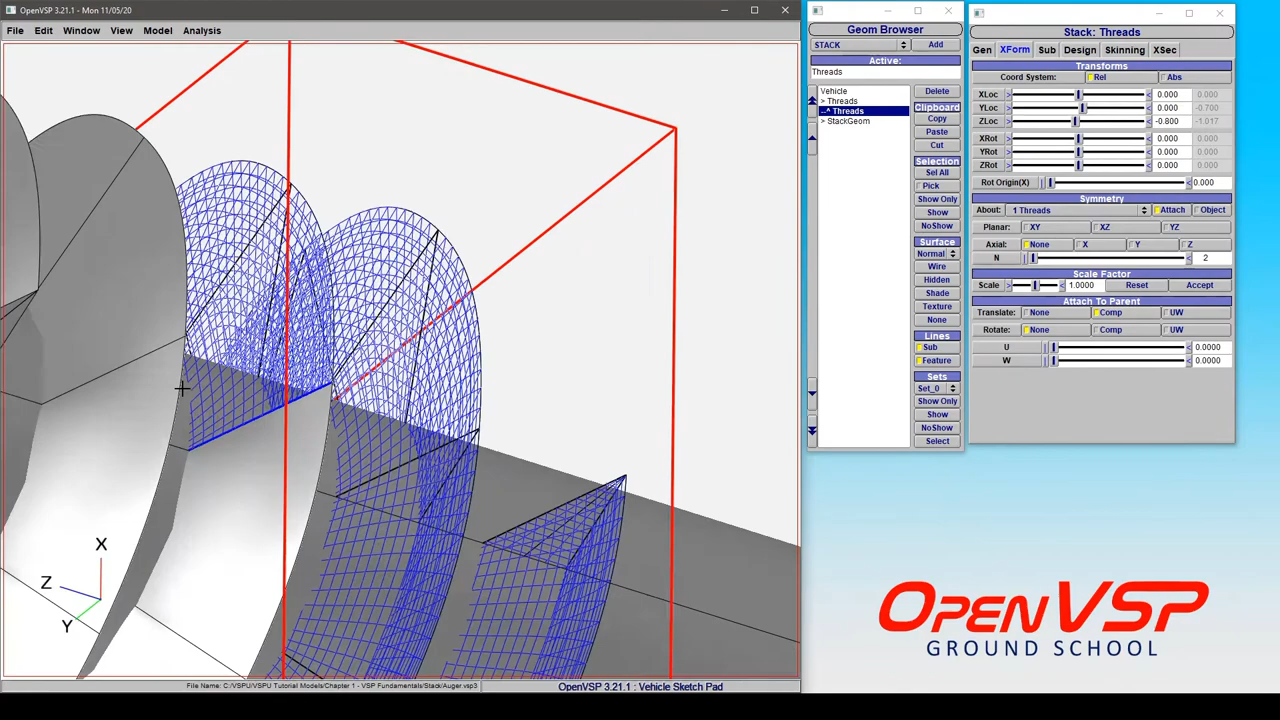 OpenVSP 3.21.1 - Mon 11/05/20
File Edit Window View Model Analysis
X
Z
Y
File Name: C:/VSPU/VSPU Tutorial Models/Chapter 1 - VSP Fundamentals/Stack/Auger.vsp3
OpenVSP 3.21.1 : Vehicle Sketch Pad
Geom Browser
STACK Add
Active:
Threads
Vehicle
> Threads
--^ Threads
> StackGeom
Delete
Clipboard
Copy
Paste
Cut
Selection
Sel All
Pick
Show Only
Show
NoShow
Surface
Normal
Wire
Hidden
Shade
Texture
None
Lines
Sub
Feature
Sets
Set_0
Show Only
Show
NoShow
Select
Stack: Threads
Gen XForm Sub Design Skinning XSec
Transforms
Coord System: Rel Abs
XLoc > < 0.000 0.000
YLoc > < 0.000 -0.700
ZLoc > < -0.800 -1.017
XRot > < 0.000 0.000
YRot > < 0.000 0.000
ZRot > < 0.000 0.000
Rot Origin(X) | < 0.000
Symmetry
About: 1 Threads Attach Object
Planar: XY XZ YZ
Axial: None X Y Z
N | < 2
Scale Factor
Scale > < 1.0000 Reset Accept
Attach To Parent
Translate: None Comp UW
Rotate: None Comp UW
U | < 0.0000
W | < 0.0000
OPENVSP
GROUND SCHOOL